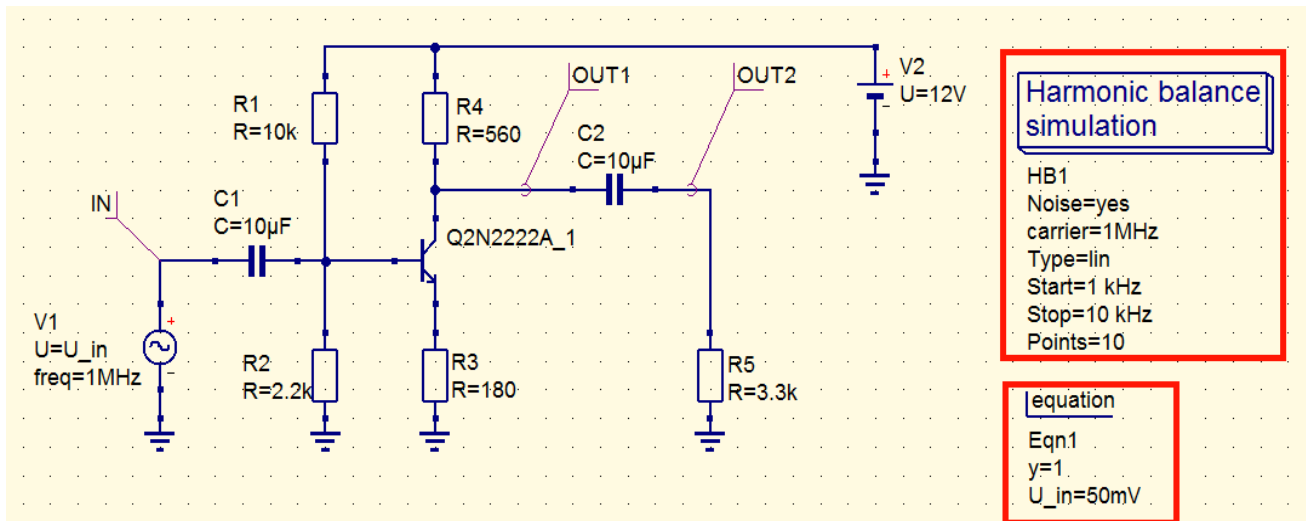 OUT1
OUT2
V2
U=12V
R1
R=10k
R4
R=560
C2
C=10µF
IN
C1
C=10µF
Q2N2222A_1
V1
U=U_in
freq=1MHz
R2
R=2.2k
R3
R=180
R5
R=3.3k
Harmonic balance
simulation
HB1
Noise=yes
carrier=1MHz
Type=lin
Start=1 kHz
Stop=10 kHz
Points=10
equation
Eqn1
y=1
U_in=50mV